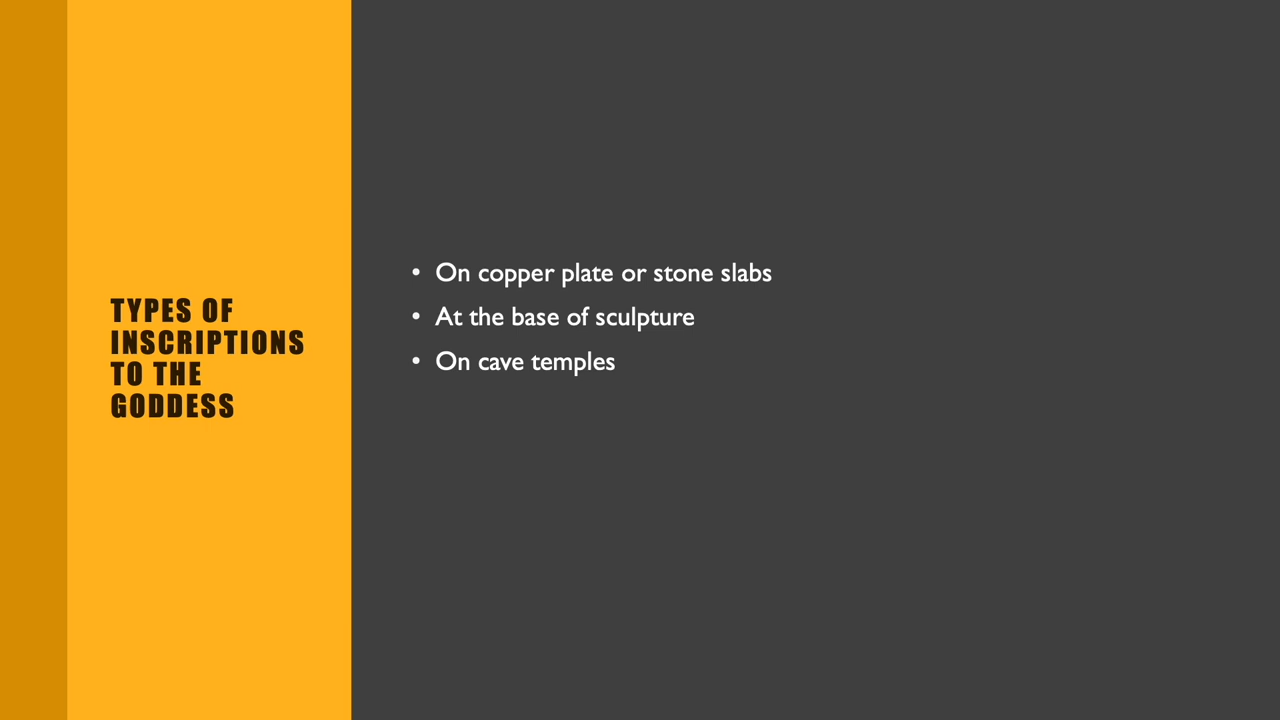 TYPES OF
INSCRIPTIONS
TO THE
GODDESS
• On copper plate or stone slabs
• At the base of sculpture
• On cave temples